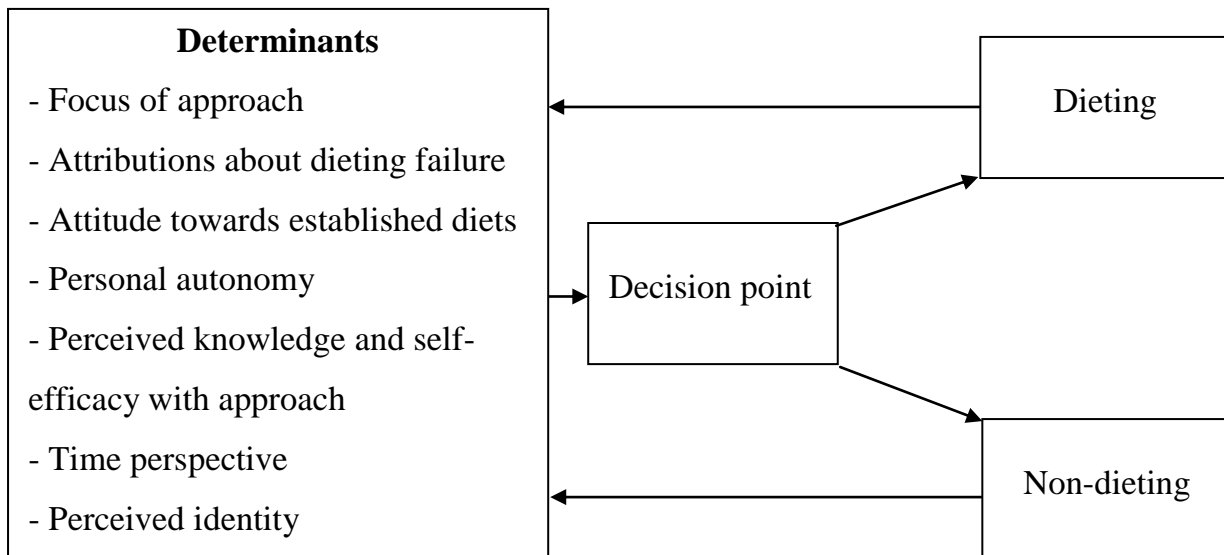 Determinants
- Focus of approach
- Attributions about dieting failure
- Attitude towards established diets
- Personal autonomy
- Perceived knowledge and self-
efficacy with approach
- Time perspective
- Perceived identity
Decision point
Dieting
Non-dieting